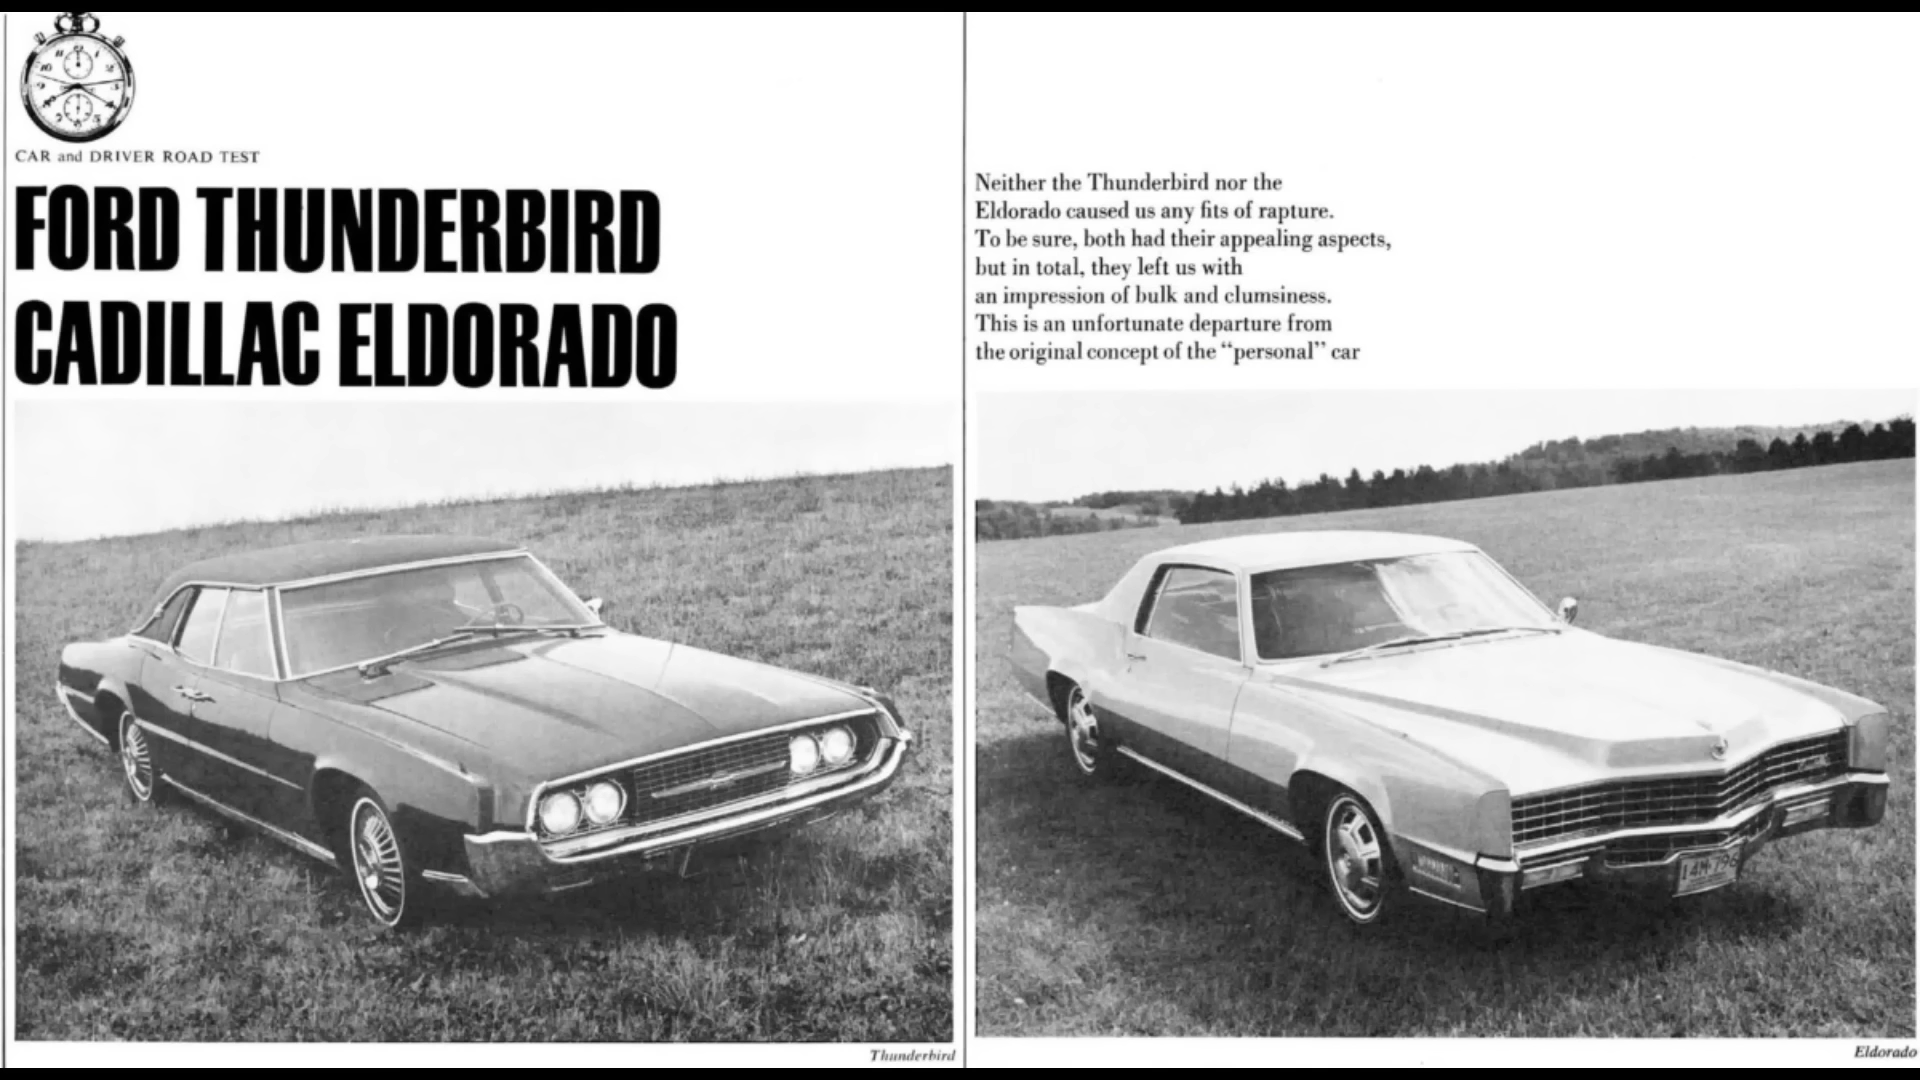 CAR and DRIVER ROAD TEST
FORD THUNDERBIRD
CADILLAC ELDORADO
Thunderbird
Neither the Thunderbird nor the
Eldorado caused us any fits of rapture.
To be sure, both had their appealing aspects,
but in total, they left us with
an impression of bulk and clumsiness.
This is an unfortunate departure from
the original concept of the “personal” car
14M-796
Eldorado